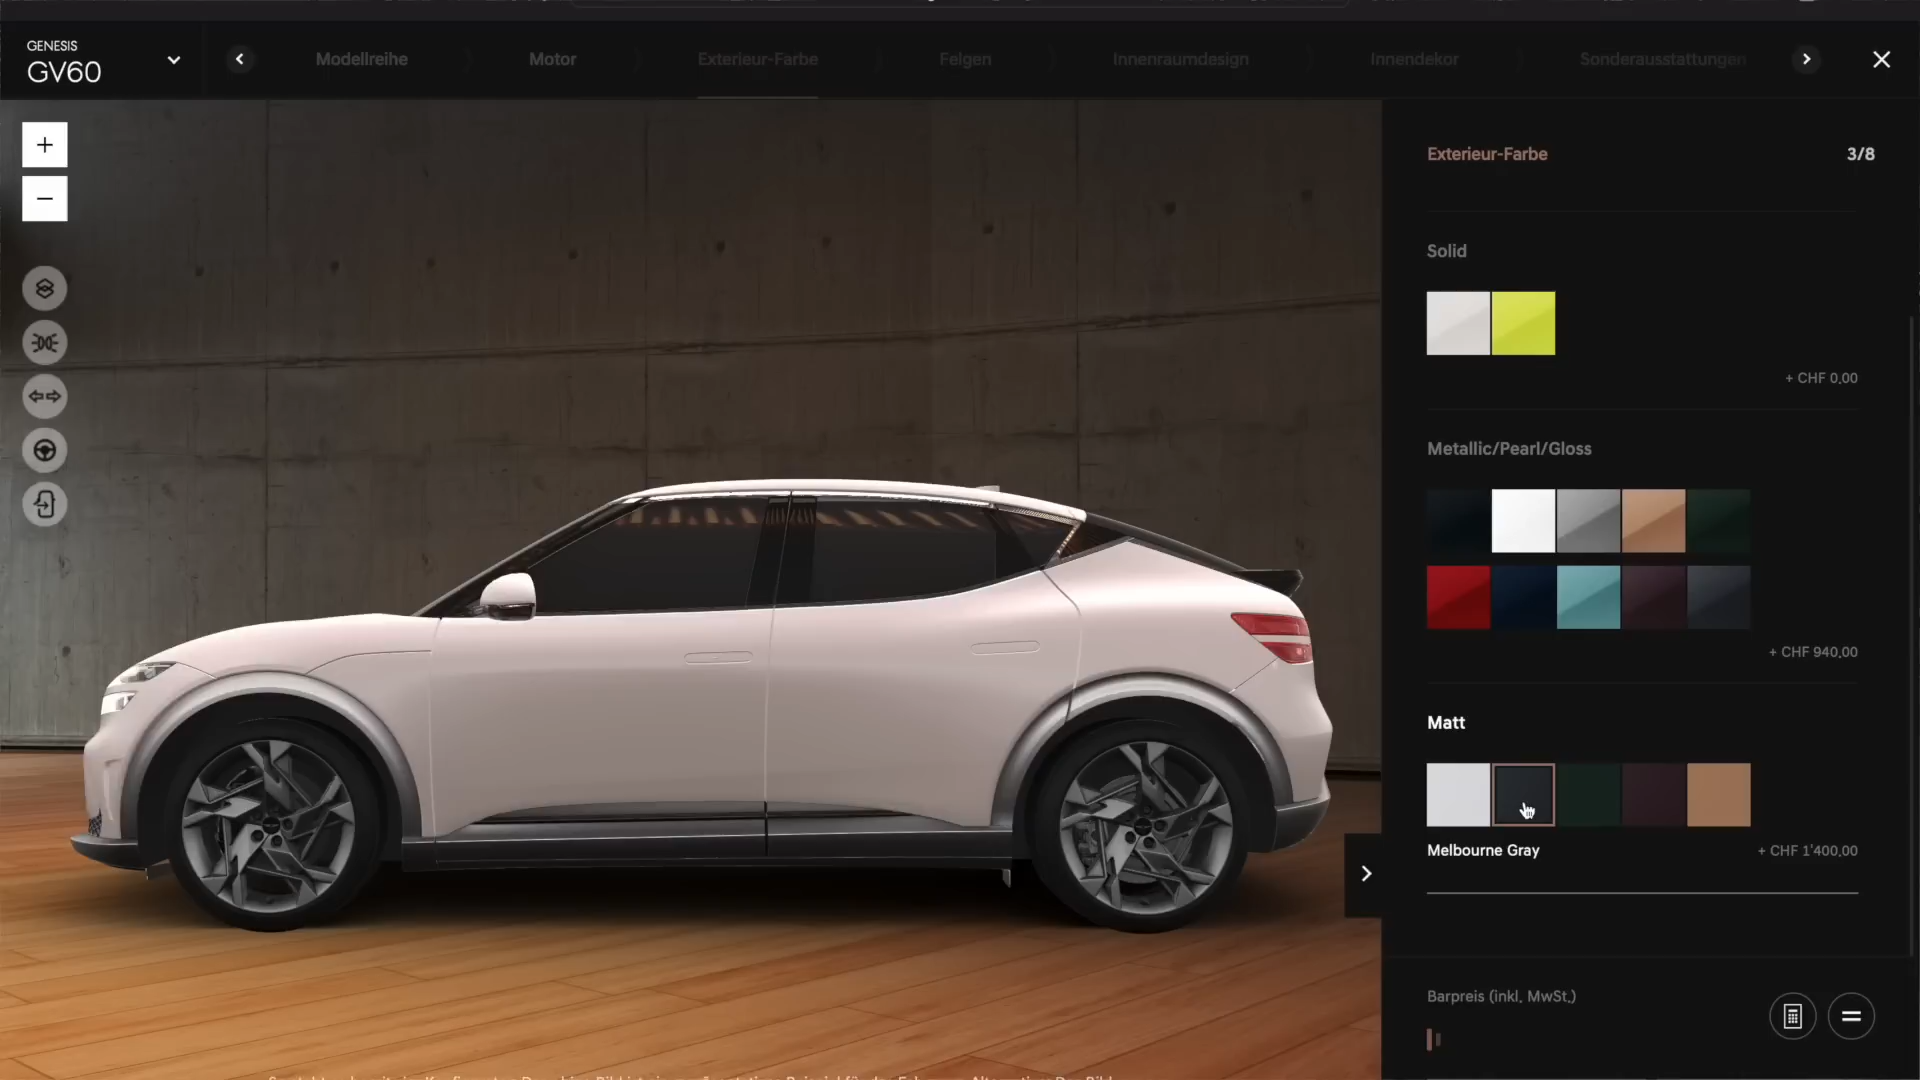 GENESIS
GV60
Modellreihe
Motor
Exterieur-Farbe
Felgen
Innenraumdesign
Innendekor
Sonderausstattungen
Exterieur-Farbe
3/8
Solid
+ CHF 0,00
Metallic/Pearl/Gloss
+ CHF 940,00
Matt
Melbourne Gray
+ CHF 1'400,00
Barpreis (inkl. MwSt.)